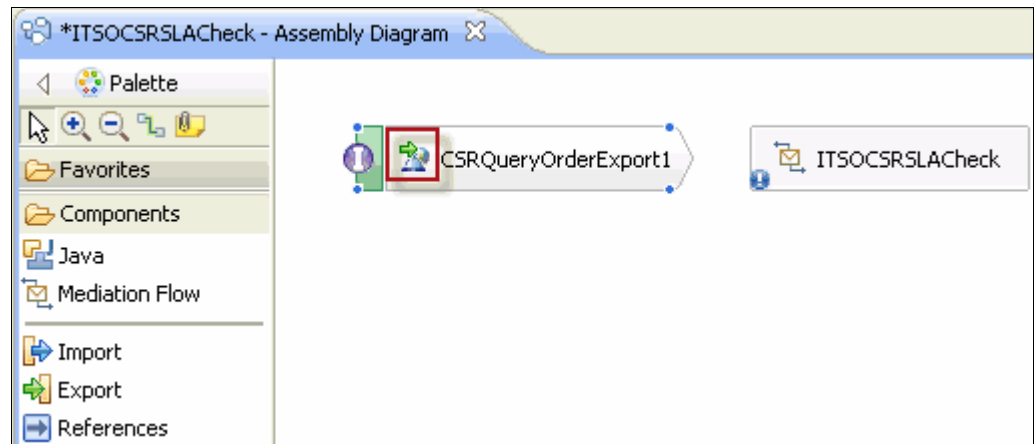 *ITSOCSRSLACheck - Assembly Diagram
Palette
Favorites
Components
Java
Mediation Flow
Import
Export
References
I CSRQueryOrderExport1
ITSOCSRSLACheck